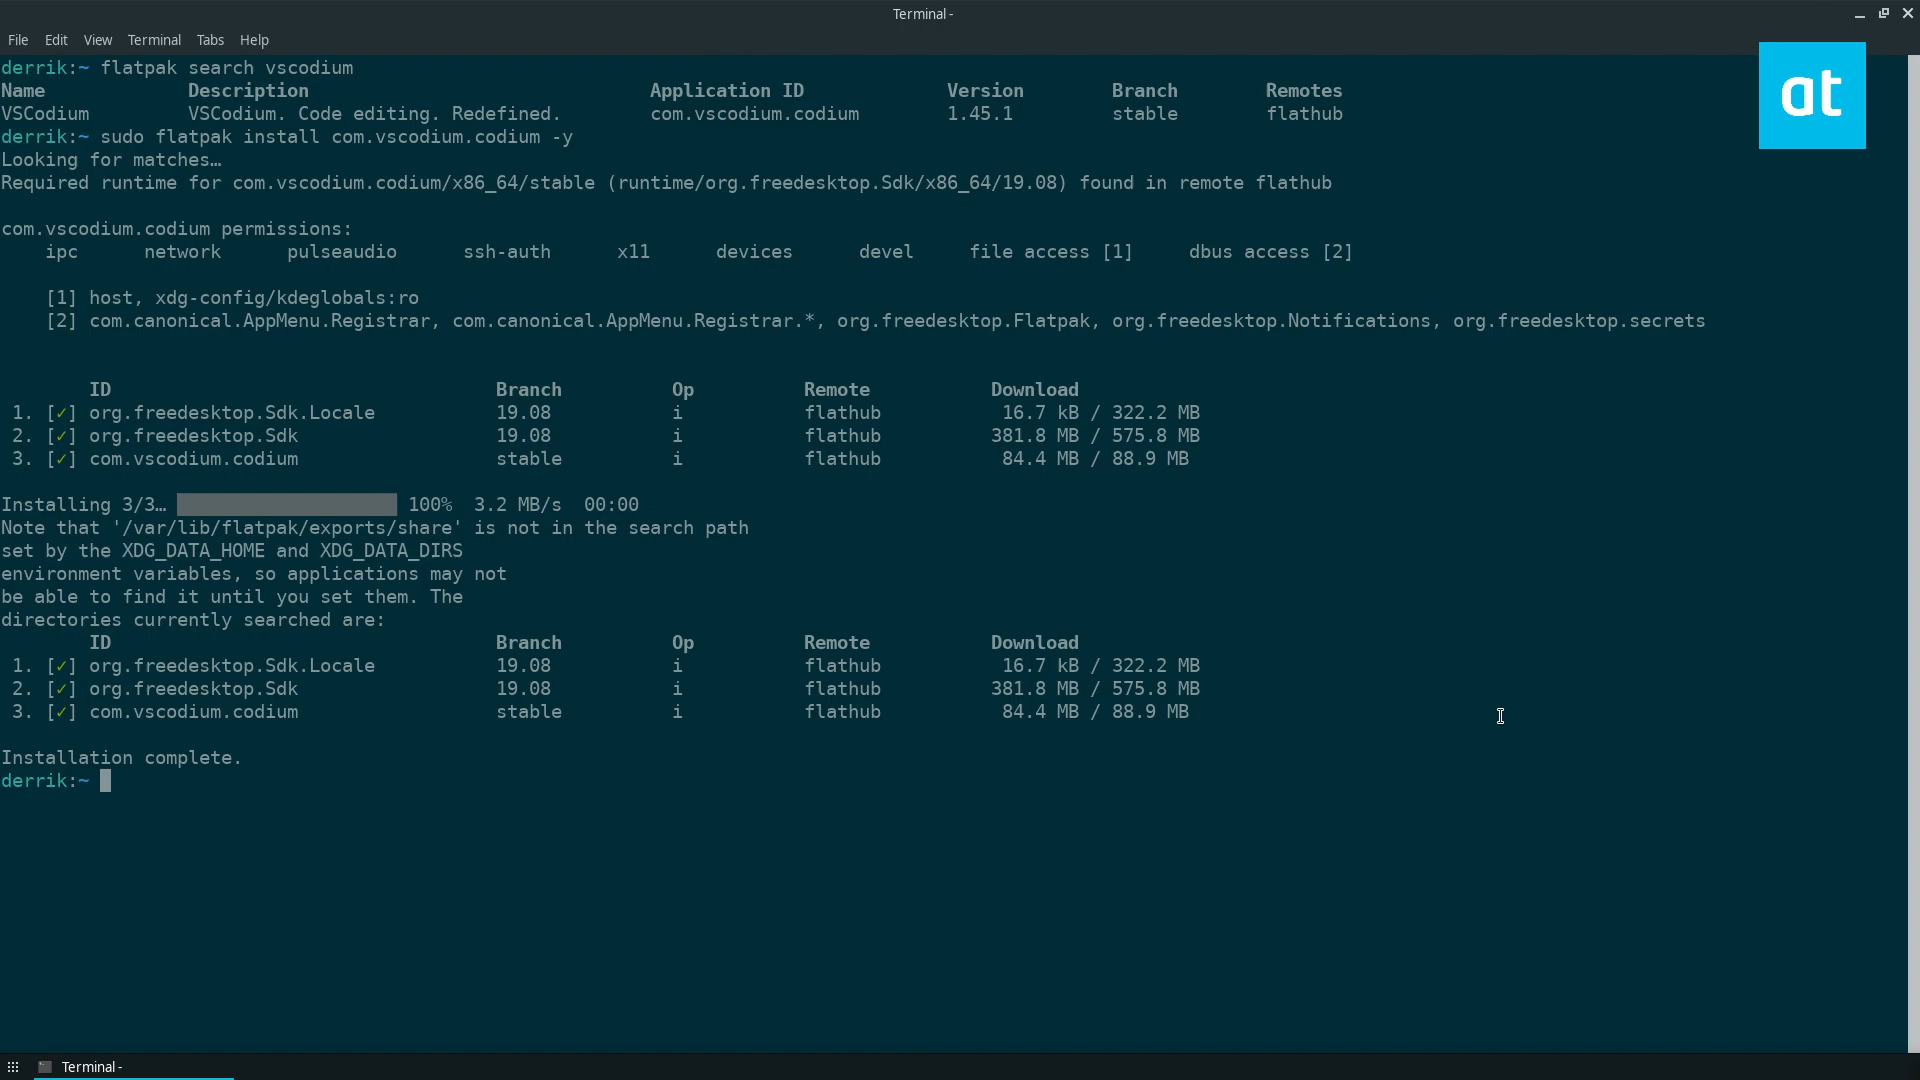 Terminal -
File Edit View Terminal Tabs Help
at
derrik:~ flatpak search vscodium
Name Description Application ID Version Branch Remotes
VSCodium VSCodium. Code editing. Redefined. com.vscodium.codium 1.45.1 stable flathub
derrik:~ sudo flatpak install com.vscodium.codium -y
Looking for matches…
Required runtime for com.vscodium.codium/x86_64/stable (runtime/org.freedesktop.Sdk/x86_64/19.08) found in remote flathub
com.vscodium.codium permissions:
ipc network pulseaudio ssh-auth x11 devices devel file access [1] dbus access [2]
[1] host, xdg-config/kdeglobals:ro
[2] com.canonical.AppMenu.Registrar, com.canonical.AppMenu.Registrar.*, org.freedesktop.Flatpak, org.freedesktop.Notifications, org.freedesktop.secrets
ID Branch Op Remote Download
1. [✓] org.freedesktop.Sdk.Locale 19.08 i flathub 16.7 kB / 322.2 MB
2. [✓] org.freedesktop.Sdk 19.08 i flathub 381.8 MB / 575.8 MB
3. [✓] com.vscodium.codium stable i flathub 84.4 MB / 88.9 MB
Installing 3/3… 100% 3.2 MB/s 00:00
Note that '/var/lib/flatpak/exports/share' is not in the search path
set by the XDG_DATA_HOME and XDG_DATA_DIRS
environment variables, so applications may not
be able to find it until you set them. The
directories currently searched are:
ID Branch Op Remote Download
1. [✓] org.freedesktop.Sdk.Locale 19.08 i flathub 16.7 kB / 322.2 MB
2. [✓] org.freedesktop.Sdk 19.08 i flathub 381.8 MB / 575.8 MB
3. [✓] com.vscodium.codium stable i flathub 84.4 MB / 88.9 MB
Installation complete.
derrik:~
Terminal -